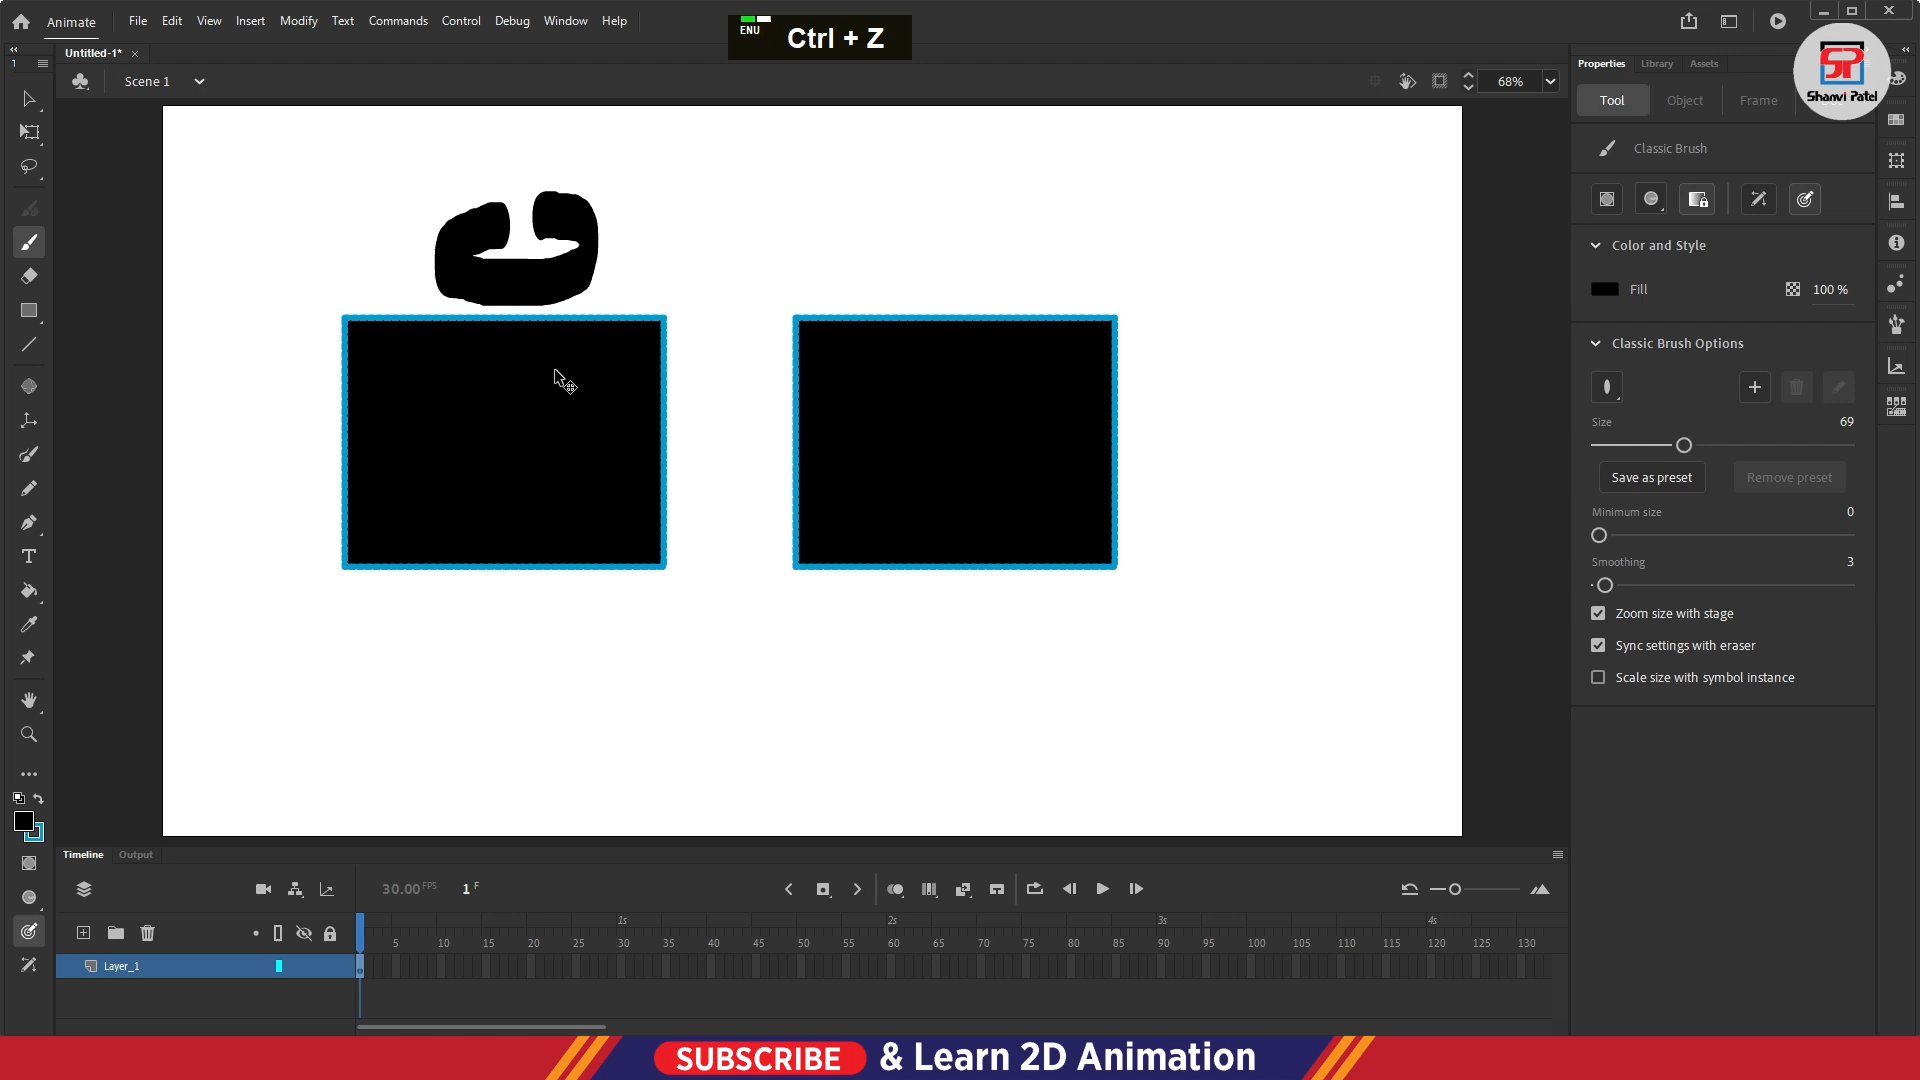 Animate
File Edit View Insert Modify Text Commands Control Debug Window Help
ENU
Ctrl + Z
Untitled-1*
Scene 1
68%
Properties Library Assets
SP
Shanvi Patel
Tool Object Frame
Classic Brush
Color and Style
Fill 100 %
Classic Brush Options
Size 69
Save as preset Remove preset
Minimum size 0
Smoothing 3
Zoom size with stage
Sync settings with eraser
Scale size with symbol instance
Timeline Output
30.00 FPS 1 F
1s 2s 3s 4s
5 10 15 20 25 30 35 40 45 50 55 60 65 70 75 80 85 90 95 100 105 110 115 120 125 130
Layer_1
SUBSCRIBE & Learn 2D Animation